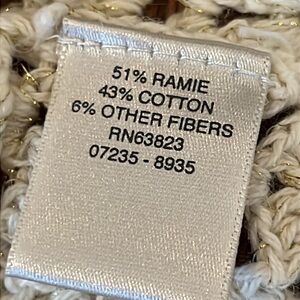 51% RAMIE
43% COTTON
6% OTHER FIBERS
RN63823
07235 - 8935